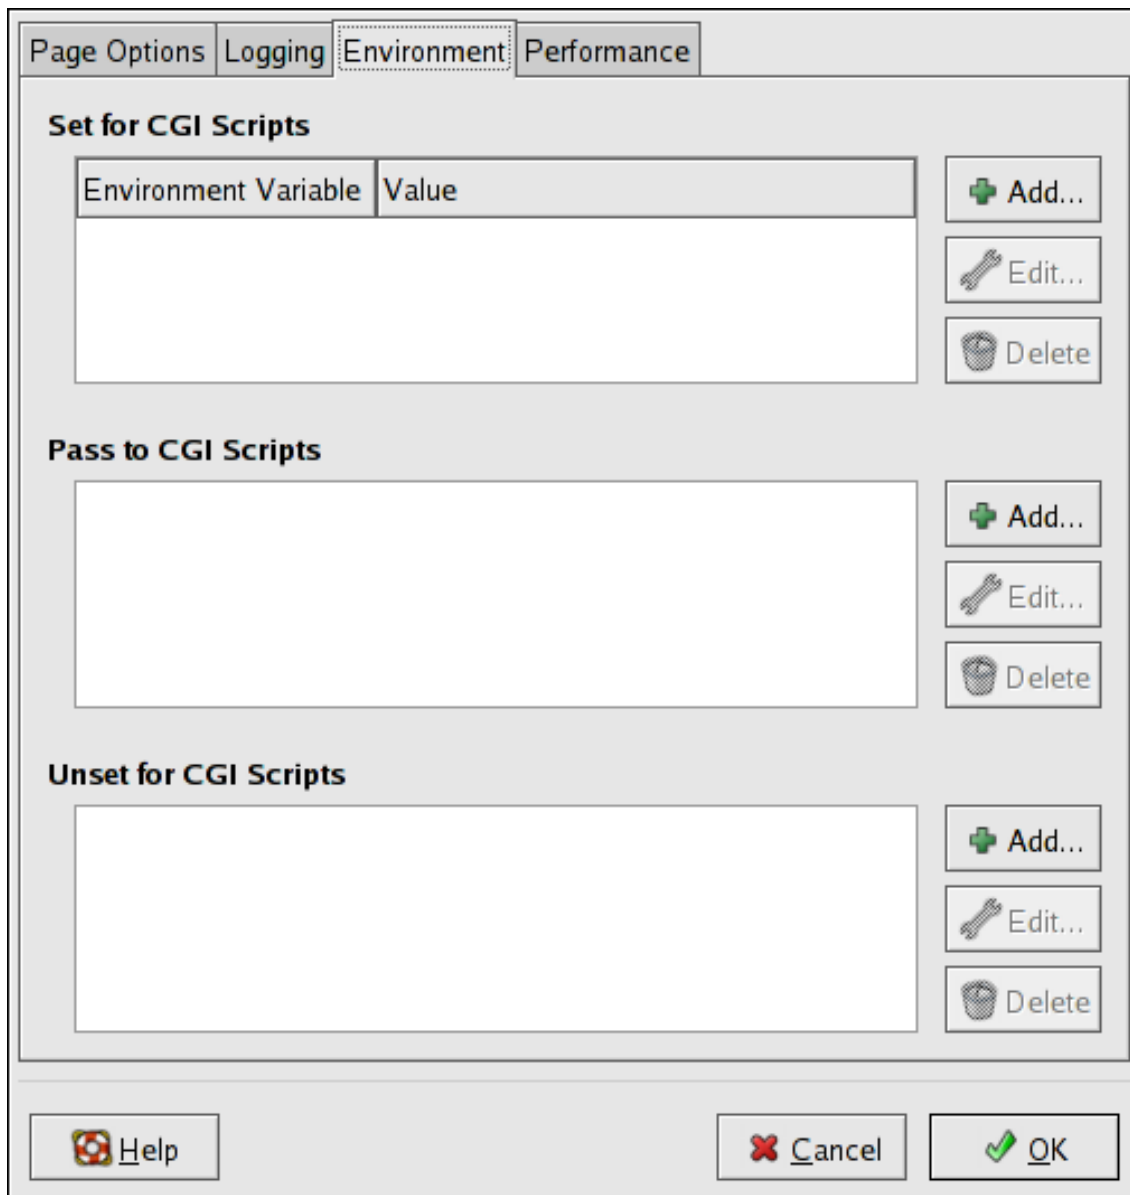 Page Options Logging Environment Performance
Set for CGI Scripts
Environment Variable Value
Add...
Edit...
Delete
Pass to CGI Scripts
Add...
Edit...
Delete
Unset for CGI Scripts
Add...
Edit...
Delete
Help Cancel OK